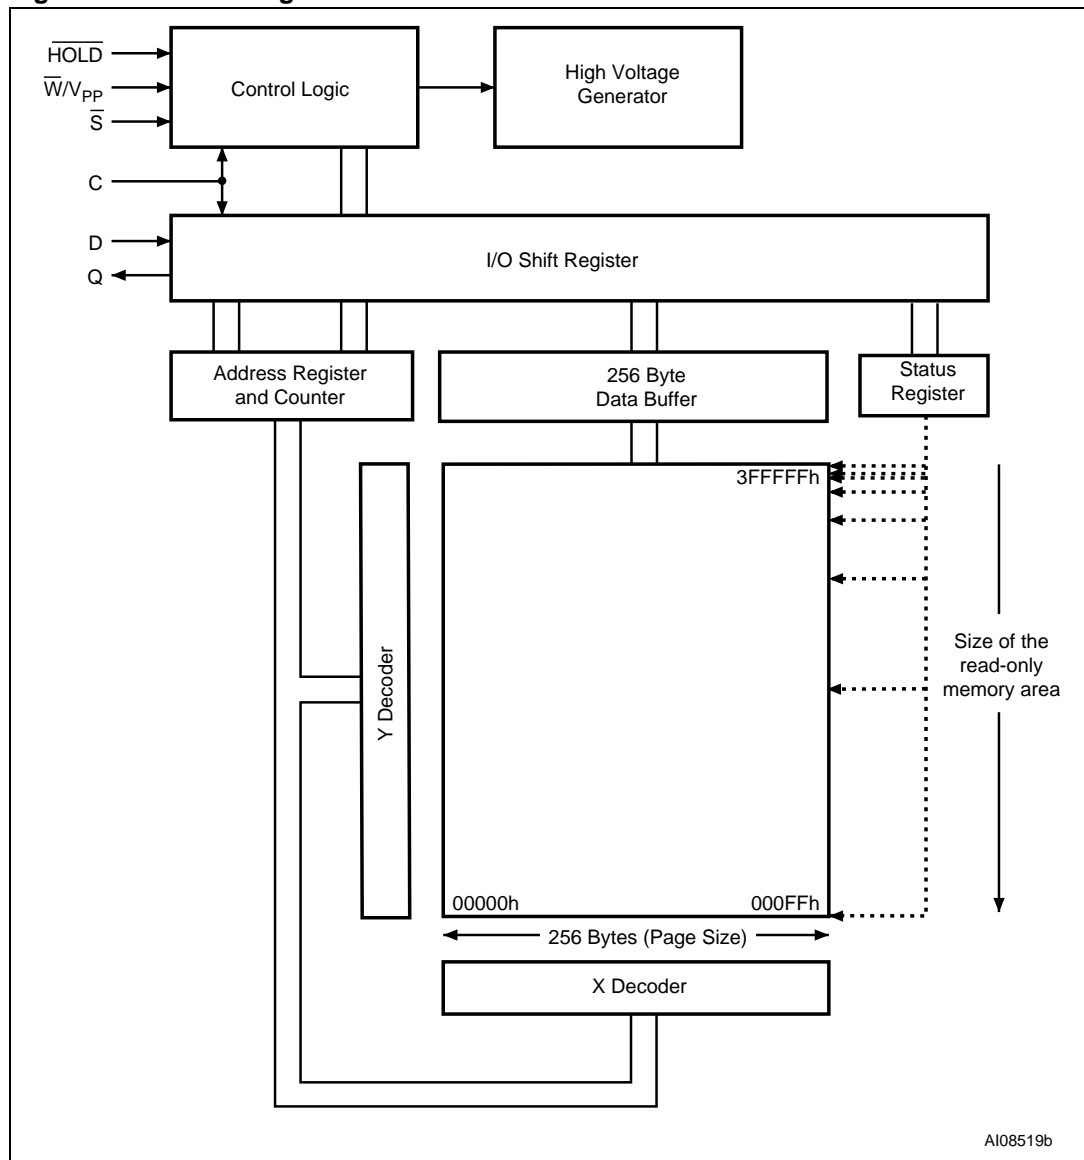 HOLD
W/VPP
S
C
D
Q
Control Logic
High Voltage
Generator
I/O Shift Register
Address Register
and Counter
256 Byte
Data Buffer
Status
Register
3FFFFFh
Y Decoder
Size of the
read-only
memory area
00000h
000FFh
256 Bytes (Page Size)
X Decoder
AI08519b